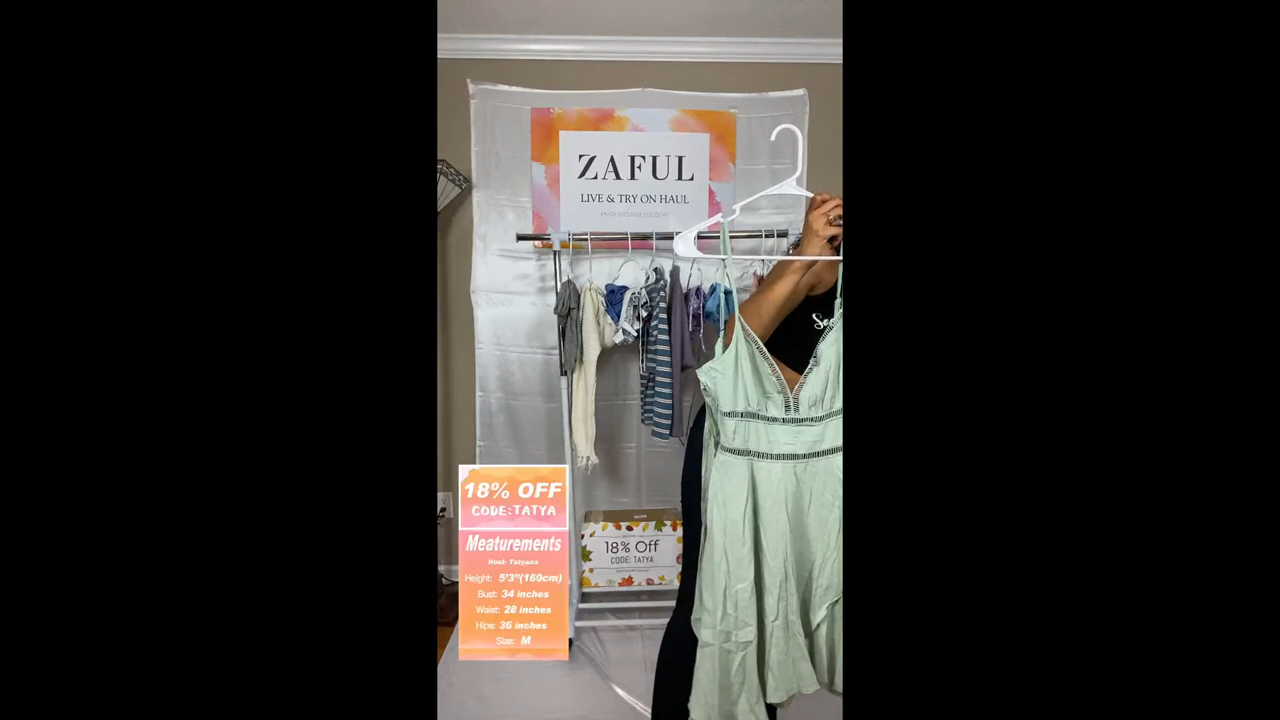 ZAFUL
LIVE & TRY ON HAUL
So
18% OFF
CODE:TATYA
Meaturements
Host- Tatyana
Height: 5'3"(160cm)
Bust: 34 inches
Waist: 28 inches
Hips: 36 inches
Size: M
18% Off
CODE: TATYA